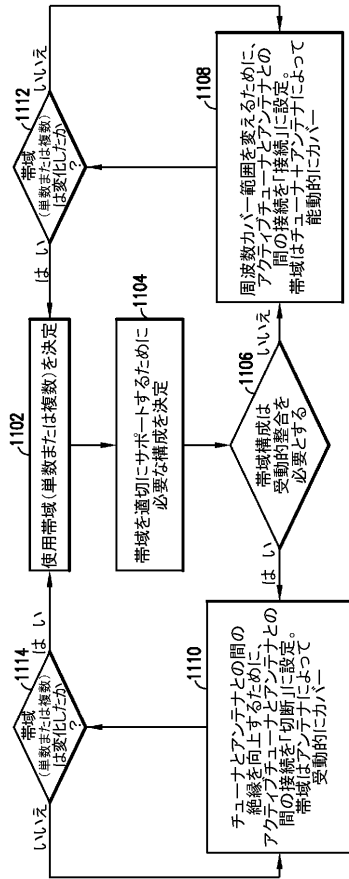 1102
使用帯域(単数または複数)を決定
1104
帯域を適切にサポートするために
必要な構成を決定
1106
帯域構成は
受動的整合を
必要とする
いいえ
はい
1108
周波数カバー範囲を変えるために、
アクティブチューナとアンテナとの
間の接続を「接続」に設定。
帯域はチューナ+アンテナによって
能動的にカバー
1112
帯域
(単数または複数)
は変化したか
?
いいえ
はい
1110
チューナとアンテナとの間の
絶縁を向上するために、
アクティブチューナとアンテナとの
間の接続を「切断」に設定。
帯域はアンテナによって
受動的にカバー
1114
帯域
(単数または複数)
は変化したか
?
はい
いいえ